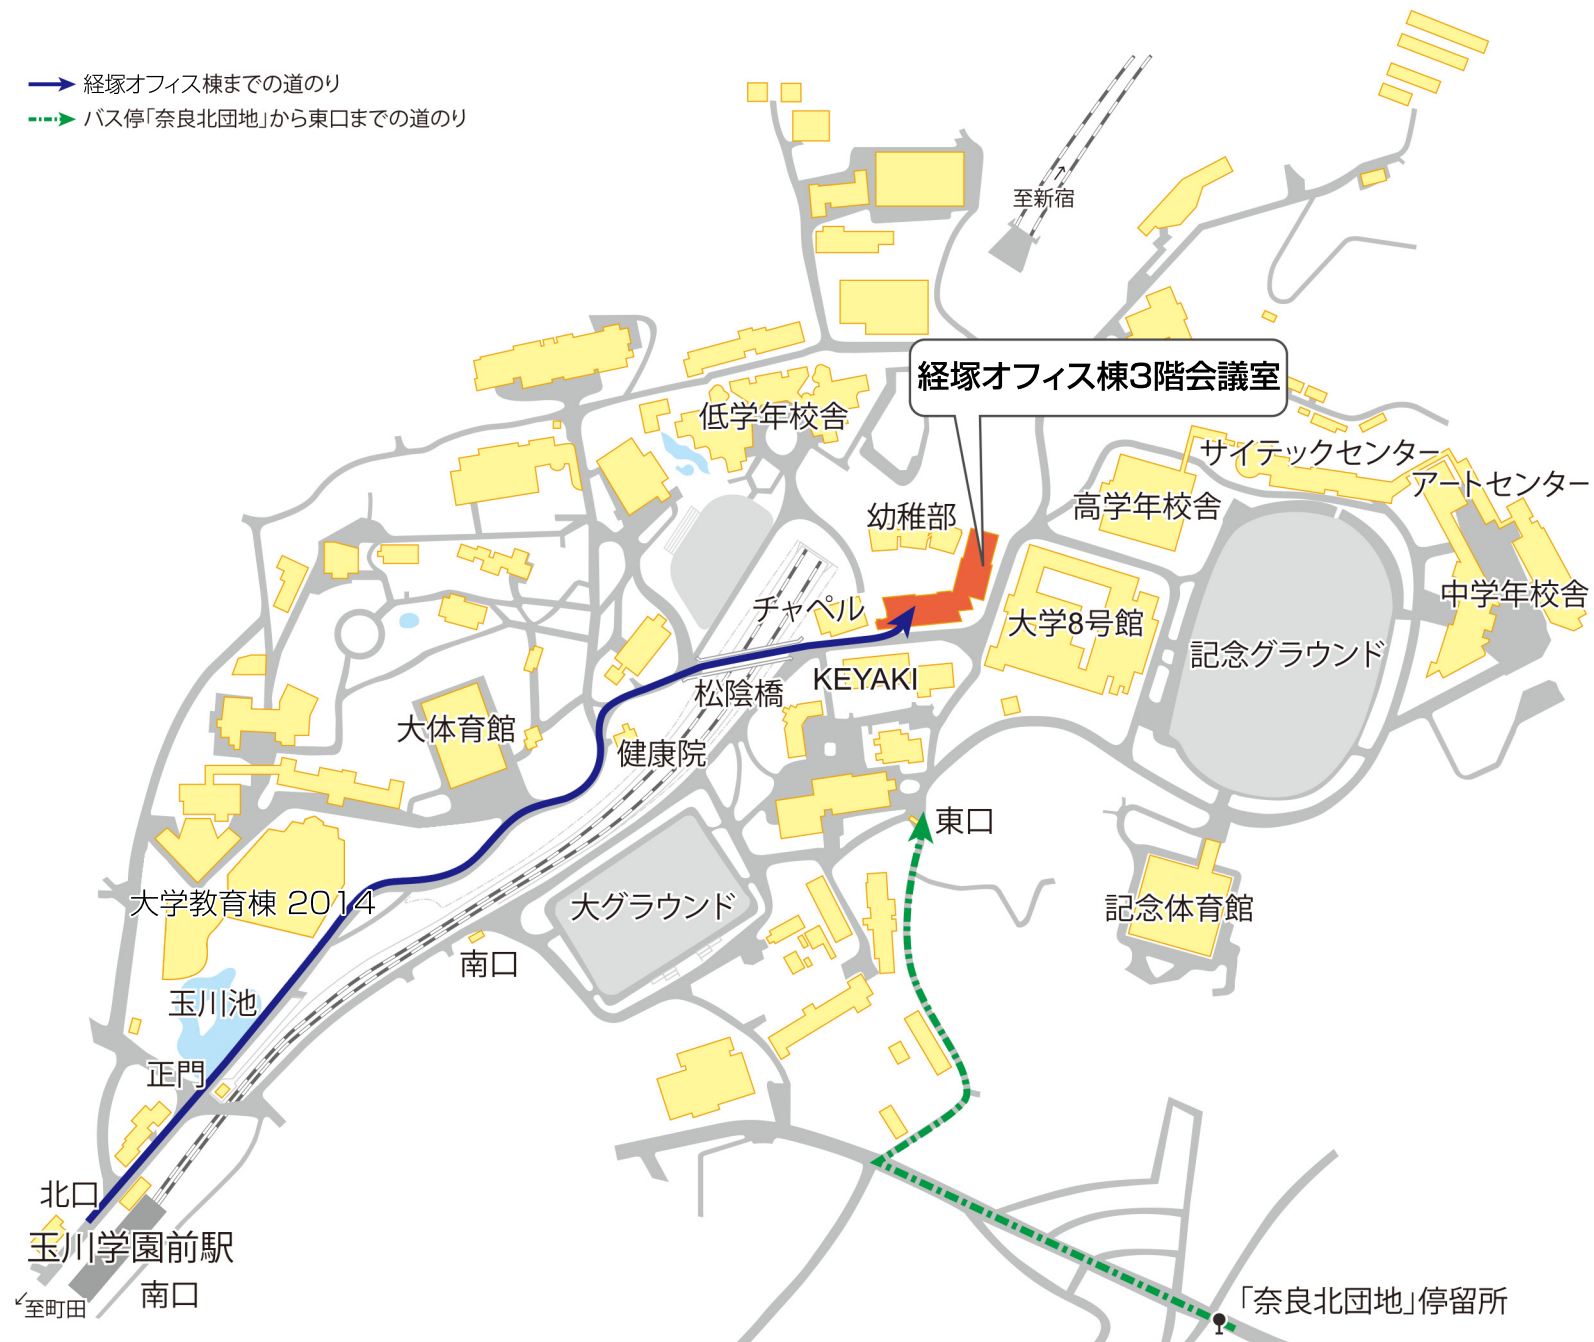 経塚オフィス棟までの道のり
バス停「奈良北団地」から東口までの道のり
至新宿
経塚オフィス棟3階会議室
低学年校舎
サイテックセンター
アートセンター
高学年校舎
幼稚部
中学年校舎
チャペル
大学8号館
記念グラウンド
KEYAKI
松陰橋
大体育館
健康院
東口
大学教育棟 2014
大グラウンド
記念体育館
南口
玉川池
正門
北口
玉川学園前駅
南口
「奈良北団地」停留所
至町田